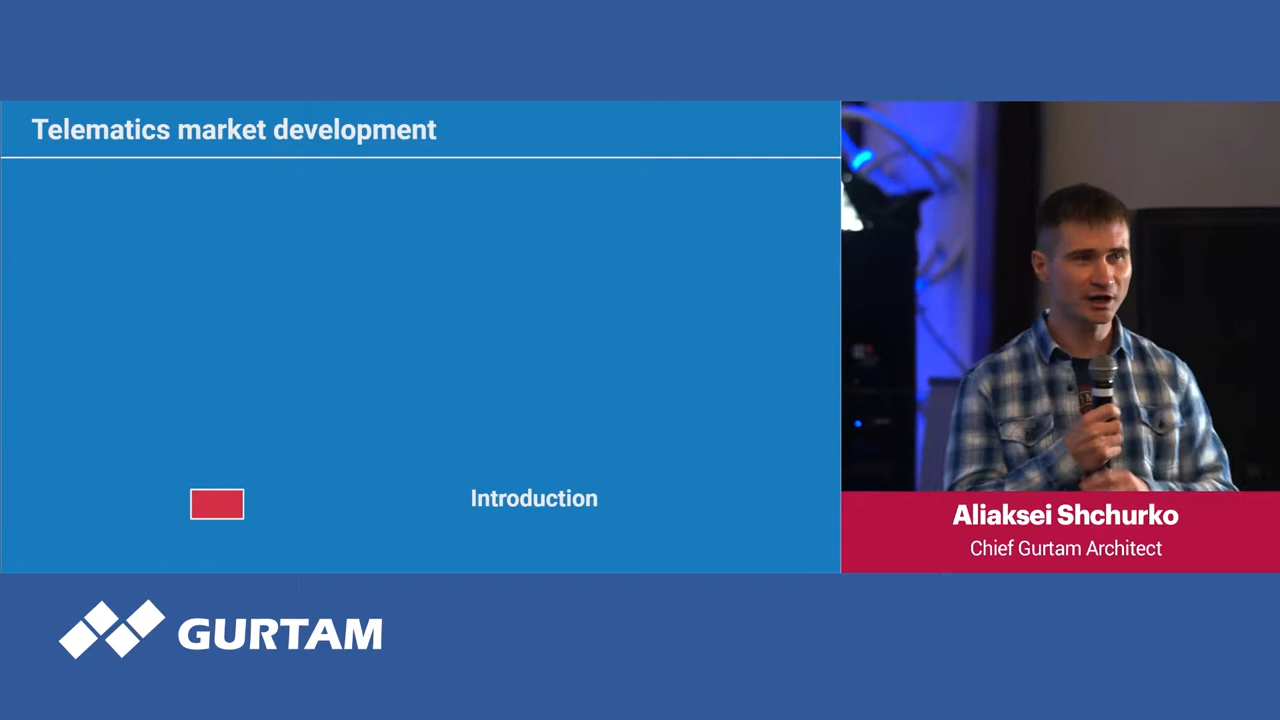 Telematics market development
Introduction
Aliaksei Shchurko
Chief Gurtam Architect
GURTAM